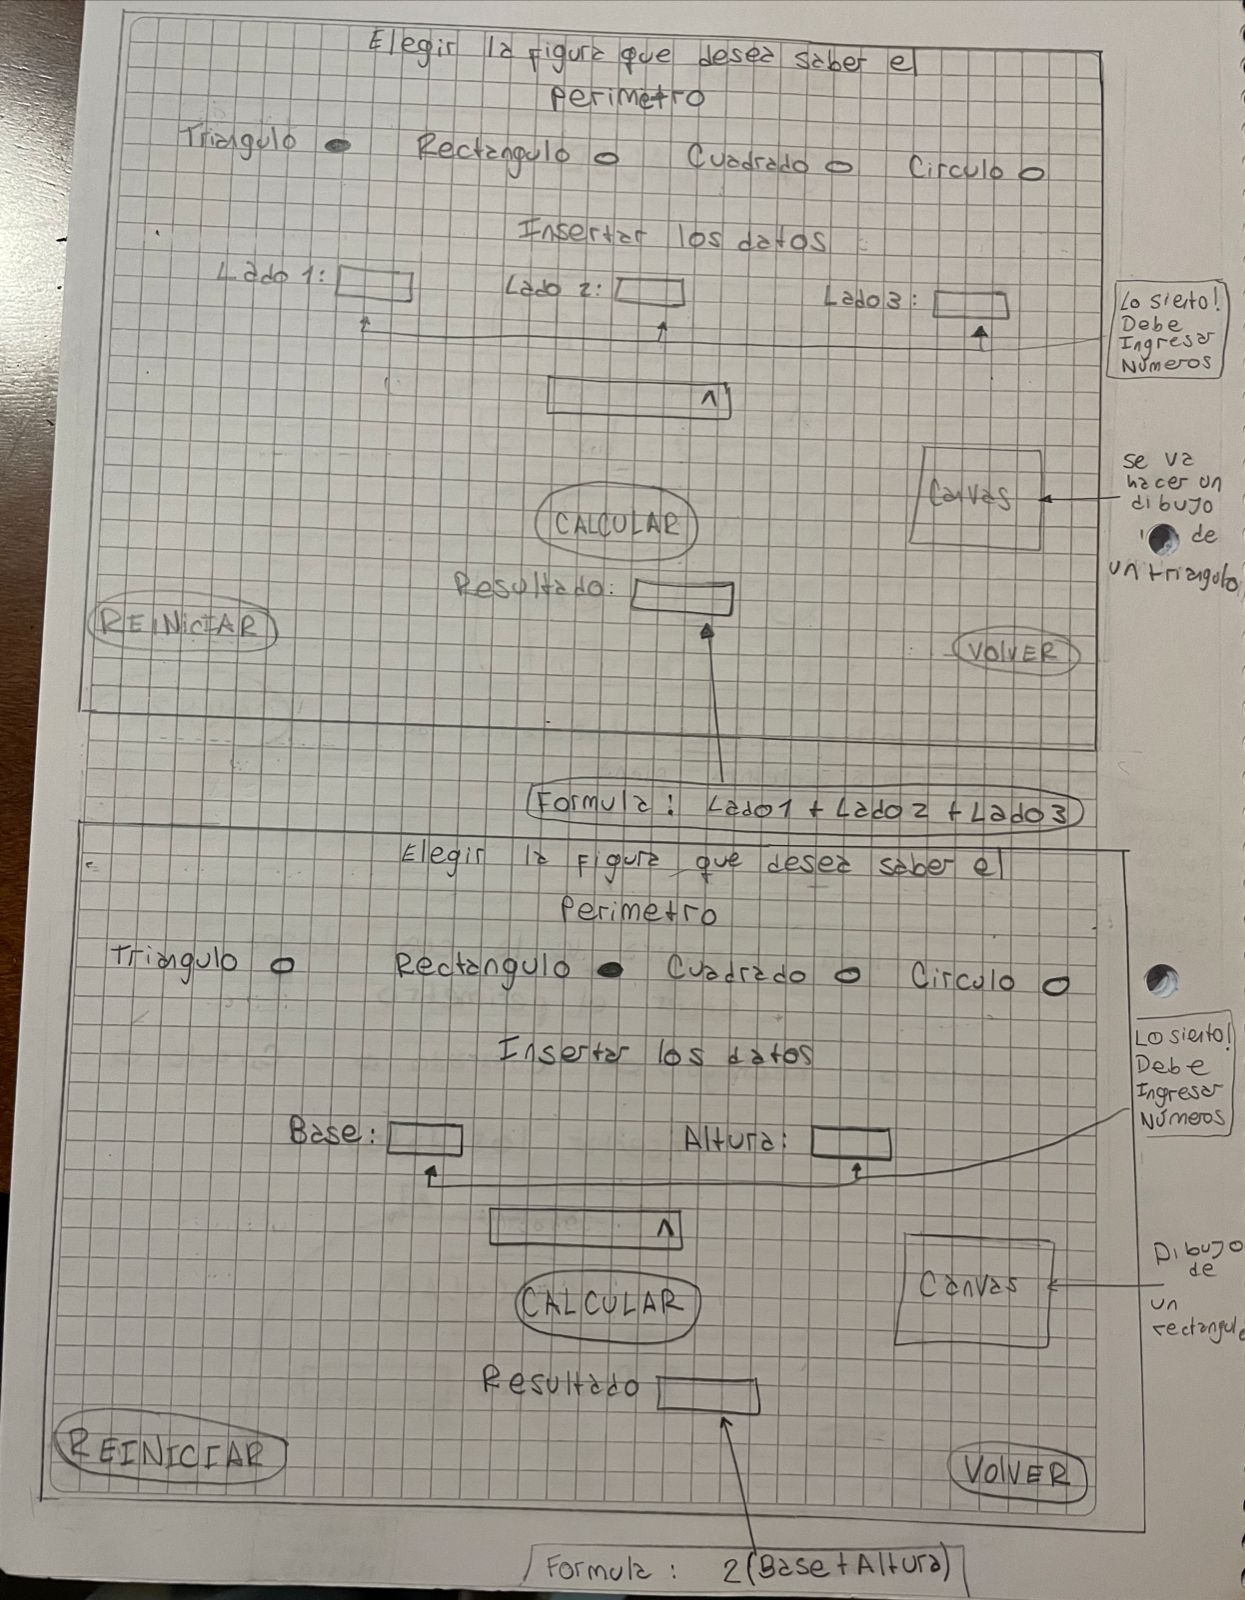 Elegir la figura que desea saber el
perimetro
Triangulo Rectangulo Cuadrado Circulo
Insertar los datos
Lado 1: Lado 2: Lado 3:
Lo siento!
Debe
Ingresar
Números
CALCULAR
Canvas
se va
hacer un
dibujo
de
un triangulo
Resultado:
REINICIAR
VOLVER
Formula: Lado1 + Lado2 + Lado3
Elegir la figura que desea saber el
Perimetro
Triangulo Rectangulo Cuadrado Circulo
Insertar los datos
Lo siento!
Debe
Ingresar
Números
Base: Altura:
CALCULAR
Canvas
Dibujo
de
un
rectangulo
Resultado
REINICIAR
VOLVER
Formula: 2(Base+Altura)